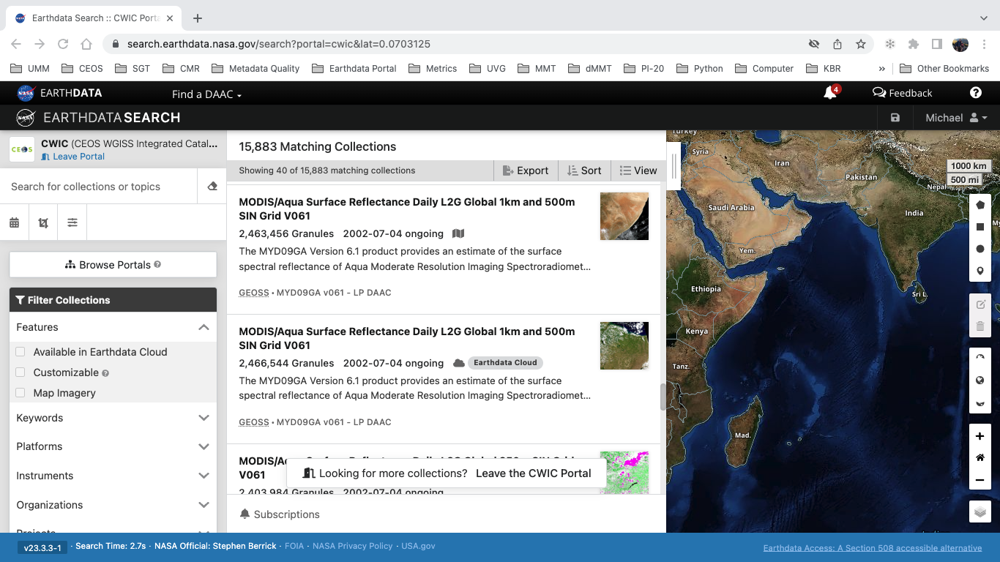 Earthdata Search :: CWIC Porta
search.earthdata.nasa.gov/search?portal=cwic&lat=0.0703125
UMM CEOS SGT CMR Metadata Quality Earthdata Portal Metrics UVG MMT dMMT PI-20 Python Computer KBR » Other Bookmarks
NASA EARTHDATA Find a DAAC 4 Feedback ?
EARTHDATA SEARCH Michael
CEOS
CWIC (CEOS WGISS Integrated Catal...
Leave Portal
Search for collections or topics
Browse Portals ?
Filter Collections
Features
Available in Earthdata Cloud
Customizable ?
Map Imagery
Keywords
Platforms
Instruments
Organizations
Projects
15,883 Matching Collections
Showing 40 of 15,883 matching collections
Export Sort View
MODIS/Aqua Surface Reflectance Daily L2G Global 1km and 500m
SIN Grid V061
2,463,456 Granules 2002-07-04 ongoing
The MYD09GA Version 6.1 product provides an estimate of the surface
spectral reflectance of Aqua Moderate Resolution Imaging Spectroradiomet...
GEOSS • MYD09GA v061 - LP DAAC
MODIS/Aqua Surface Reflectance Daily L2G Global 1km and 500m
SIN Grid V061
2,466,544 Granules 2002-07-04 ongoing Earthdata Cloud
The MYD09GA Version 6.1 product provides an estimate of the surface
spectral reflectance of Aqua Moderate Resolution Imaging Spectroradiomet...
GEOSS • MYD09GA v061 - LP DAAC
V061
2,403,984 Granules 2002-07-04 ongoing
Looking for more collections? Leave the CWIC Portal
Subscriptions
Turkey
Syria
Iran
Pakistan
Nepal
Saudi Arabia
India
Yem.
Ethiopia
Sri L.
Kenya
Tanz.
Mad.
1000 km
500 mi
v23.3.3-1 · Search Time: 2.7s · NASA Official: Stephen Berrick · FOIA · NASA Privacy Policy · USA.gov
Earthdata Access: A Section 508 accessible alternative